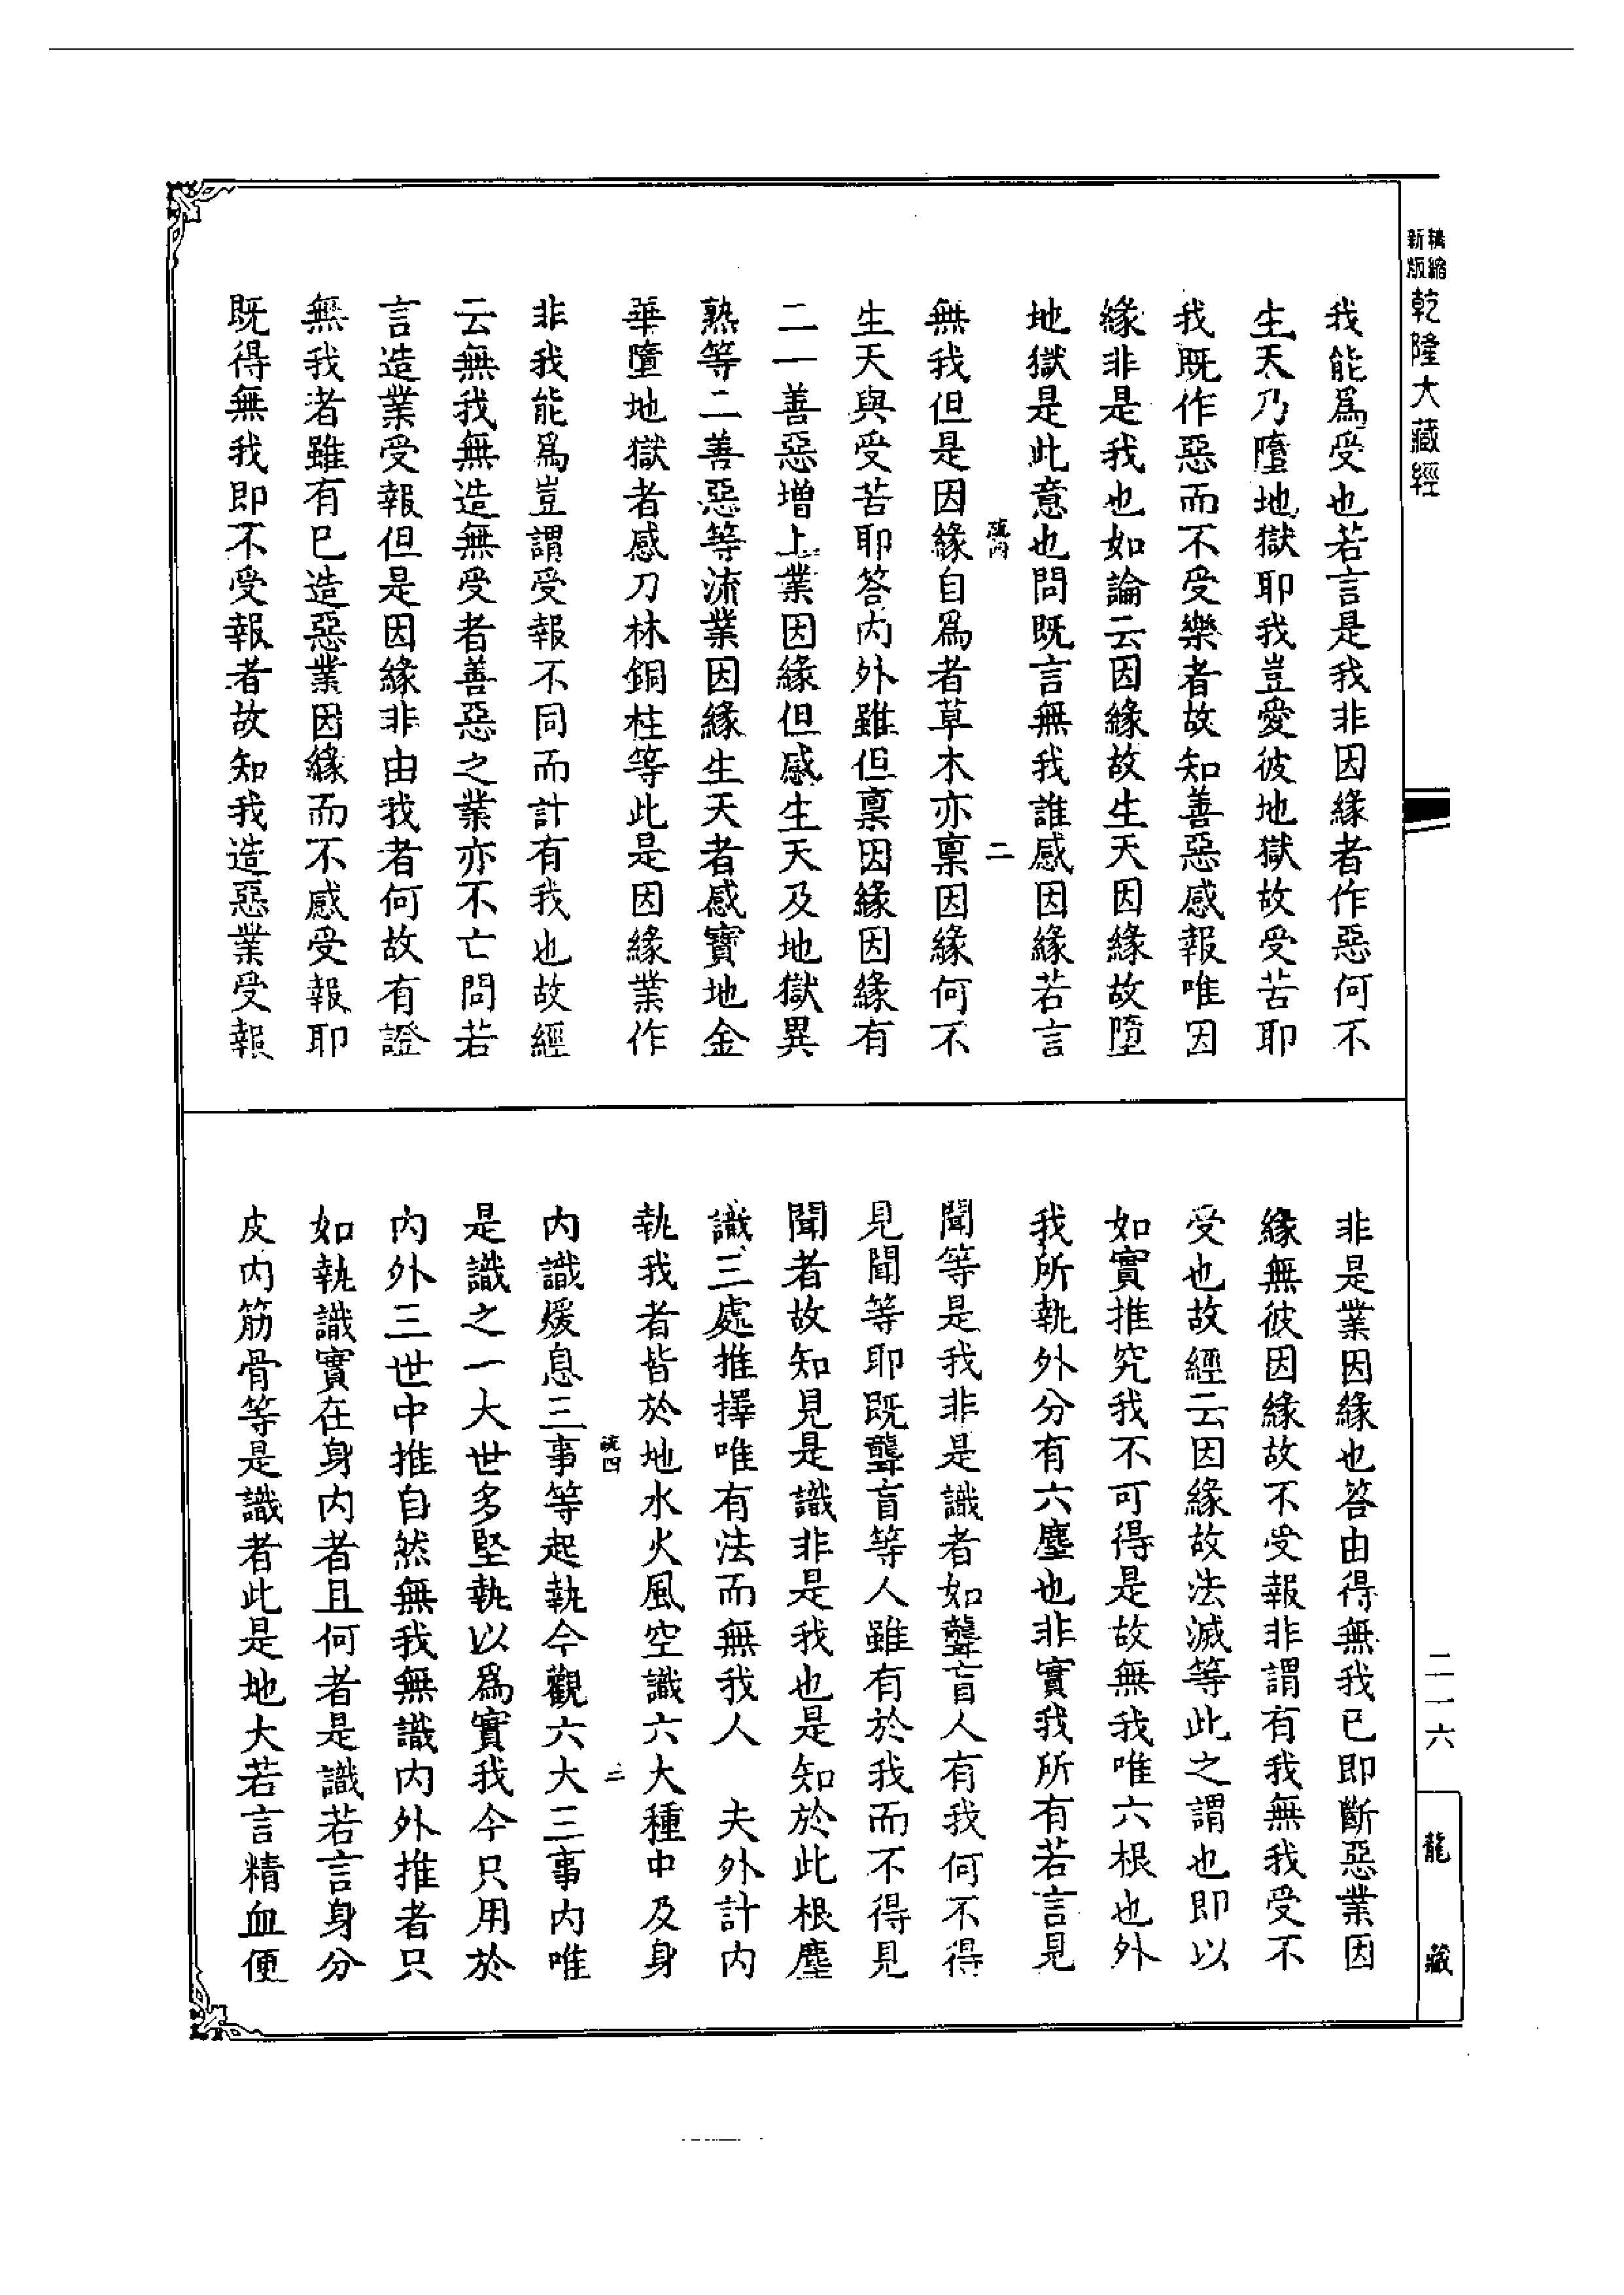 新版
乾隆大藏經
我能爲受也若言是我非因緣者作惡何不
生天乃墮地獄耶我豈愛彼地獄故受苦耶
我既作惡而不受樂者故知善惡感報唯因
緣非是我也如論云因緣故生天因緣故墮
地獄是此意也問既言無我誰感因緣若言
二
無我但是因緣自爲者草木亦稟因緣何不
生天與受苦耶答內外雖但稟因緣因緣有
二一善惡增上業因緣但感生天及地獄異
熟等二善惡等流業因緣生天者感寶地金
華墮地獄者感刀林銅柱等此是因緣業作
非我能爲豈謂受報不同而計有我也故經
云無我無造無受者善惡之業亦不亡問若
言造業受報但是因緣非由我者何故有證
無我者雖有已造惡業因緣而不感受報耶
既得無我即不受報者故知我造惡業受報
二一六
龍藏
非是業因緣也答由得無我已即斷惡業因
緣無彼因緣故不受報非謂有我無我受不
受也故經云因緣故法滅等此之謂也即以
如實推究我不可得是故無我唯六根也外
我所執外分有六塵也非實我所有若言見
聞等是我非是識者如聾盲人有我何不得
見聞等耶既聾盲等人雖有於我而不得見
聞者故知見是識非是我也是知於此根塵
識三處推擇唯有法而無我人　夫外計內
執我者皆於地水火風空識六大種中及身
三
內識煖息三事等起執今觀六大三事內唯
是識之一大世多堅執以爲實我今只用於
內外三世中推自然無我無識內外推者只
如執識實在身內者且何者是識若言身分
皮肉筋骨等是識者此是地大若言精血便